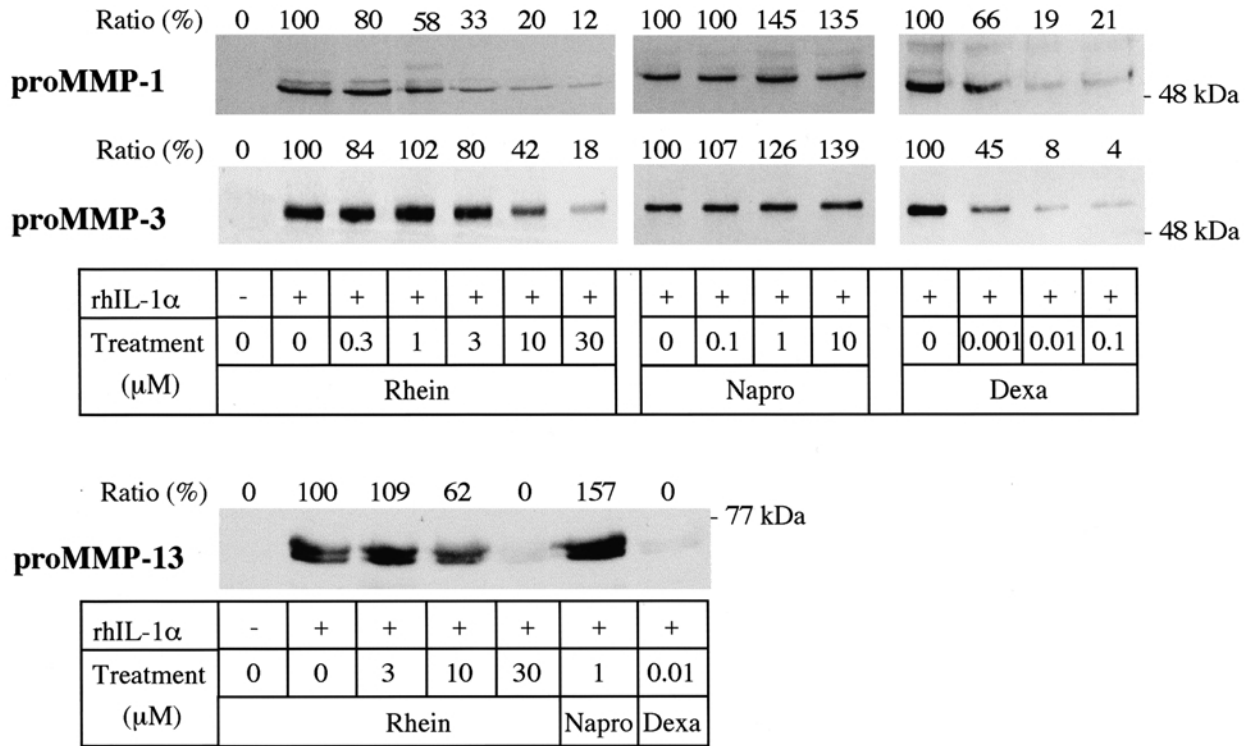 Ratio (%) 0 100 80 58 33 20 12 100 100 145 135 100 66 19 21
proMMP-1
- 48 kDa
Ratio (%) 0 100 84 102 80 42 18 100 107 126 139 100 45 8 4
proMMP-3
- 48 kDa
rhIL-1α - + + + + + + + + + + + + + +
Treatment 0 0 0.3 1 3 10 30 0 0.1 1 10 0 0.001 0.01 0.1
(μM) Rhein Napro Dexa
Ratio (%) 0 100 109 62 0 157 0
- 77 kDa
proMMP-13
rhIL-1α - + + + + + +
Treatment 0 0 3 10 30 1 0.01
(μM) Rhein Napro Dexa